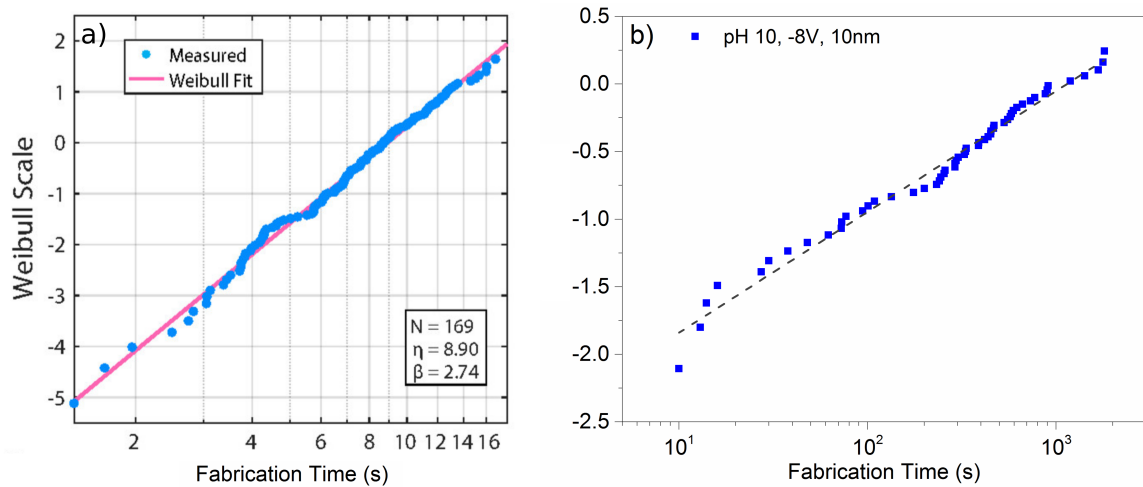 a)
Measured
Weibull Fit
Weibull Scale
2
1
0
-1
-2
-3
-4
-5
N = 169
η = 8.90
β = 2.74
2 4 6 8 10 12 14 16
Fabrication Time (s)
b)
pH 10, -8V, 10nm
0.5
0.0
-0.5
-1.0
-1.5
-2.0
-2.5
10¹ 10² 10³
Fabrication Time (s)